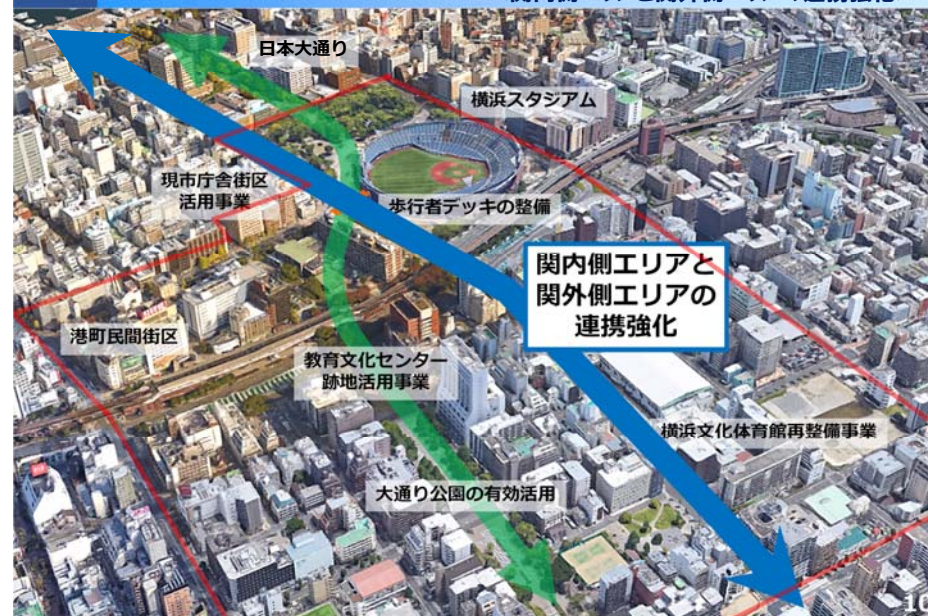 日本大通り
横浜スタジアム
現市庁舎街区
活用事業
歩行者デッキの整備
関内側エリアと
関外側エリアの
連携強化
港町民間街区
教育文化センター
跡地活用事業
横浜文化体育館再整備事業
大通り公園の有効活用
10